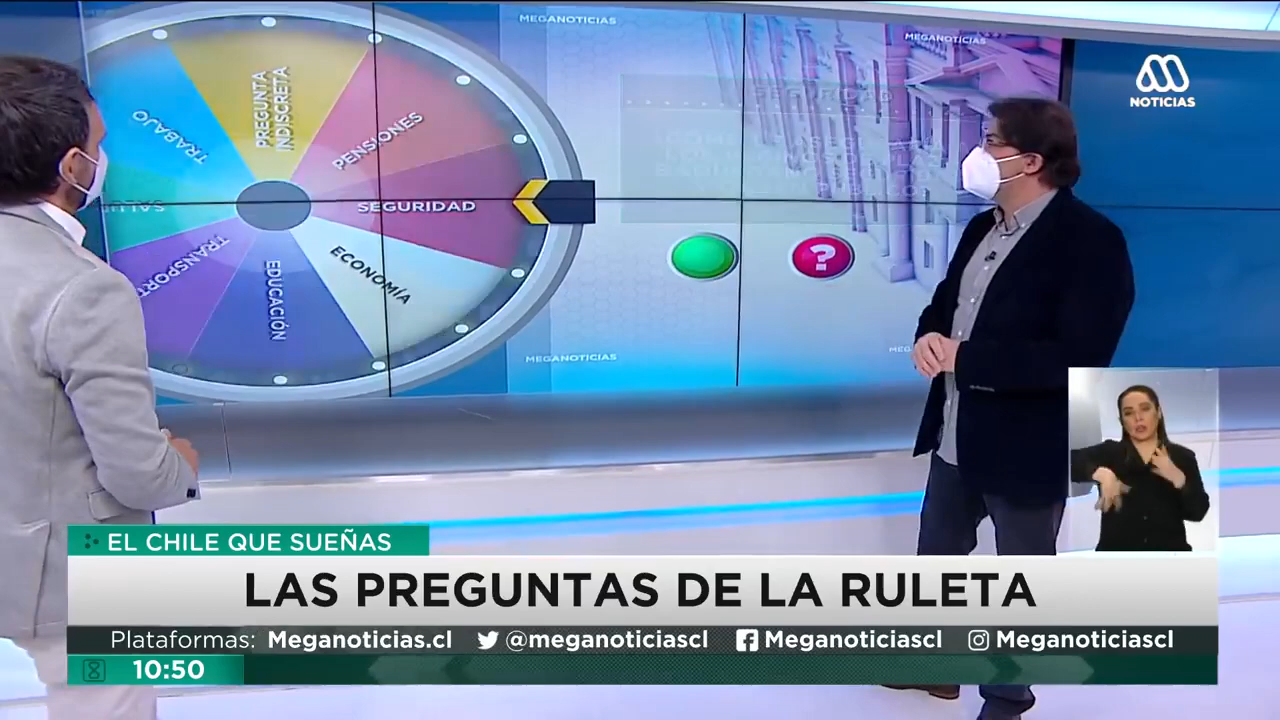 MEGANOTICIAS
MEGANOTICIAS
NOTICIAS
PREGUNTA
INDISCRETA
TRABAJO
PENSIONES
SALUD
SEGURIDAD
TRANSPORTE
ECONOMÍA
EDUCACIÓN
SEGURIDAD
?
MEGANOTICIAS
EL CHILE QUE SUEÑAS
LAS PREGUNTAS DE LA RULETA
Plataformas: Meganoticias.cl @meganoticiascl Meganoticiascl Meganoticiascl
10:50